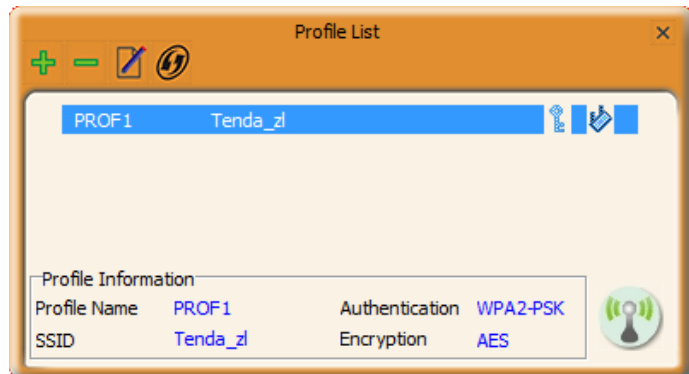 Profile List
PROF1 Tenda_zl
Profile Information
Profile Name PROF1 Authentication WPA2-PSK
SSID Tenda_zl Encryption AES